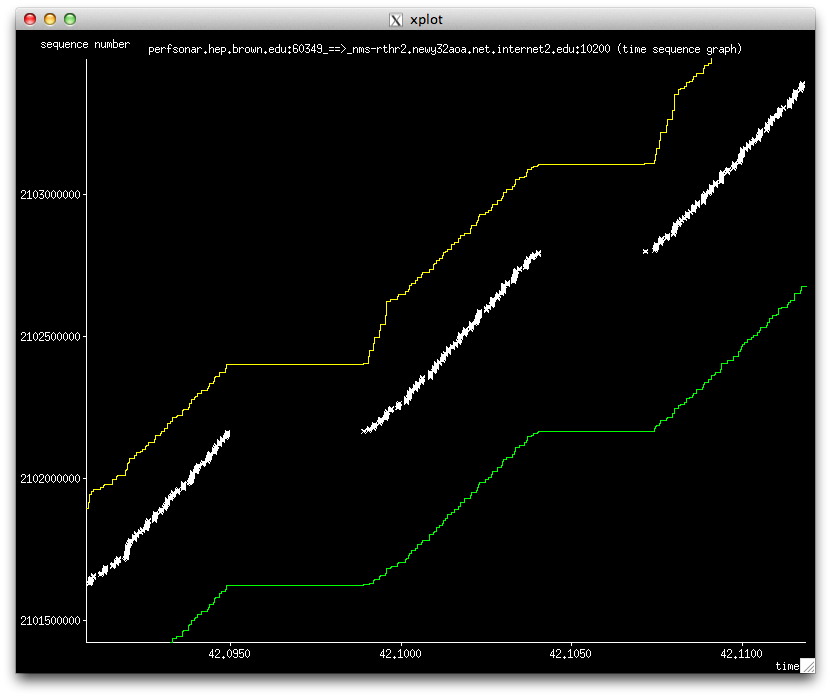 xplot
sequence number
perfsonar.hep.brown.edu:60349_==>_nms-rthr2.newy32aoa.net.internet2.edu:10200 (time sequence graph)
2103000000
2102500000
2102000000
2101500000
42.0950 42.1000 42.1050 42.1100
time